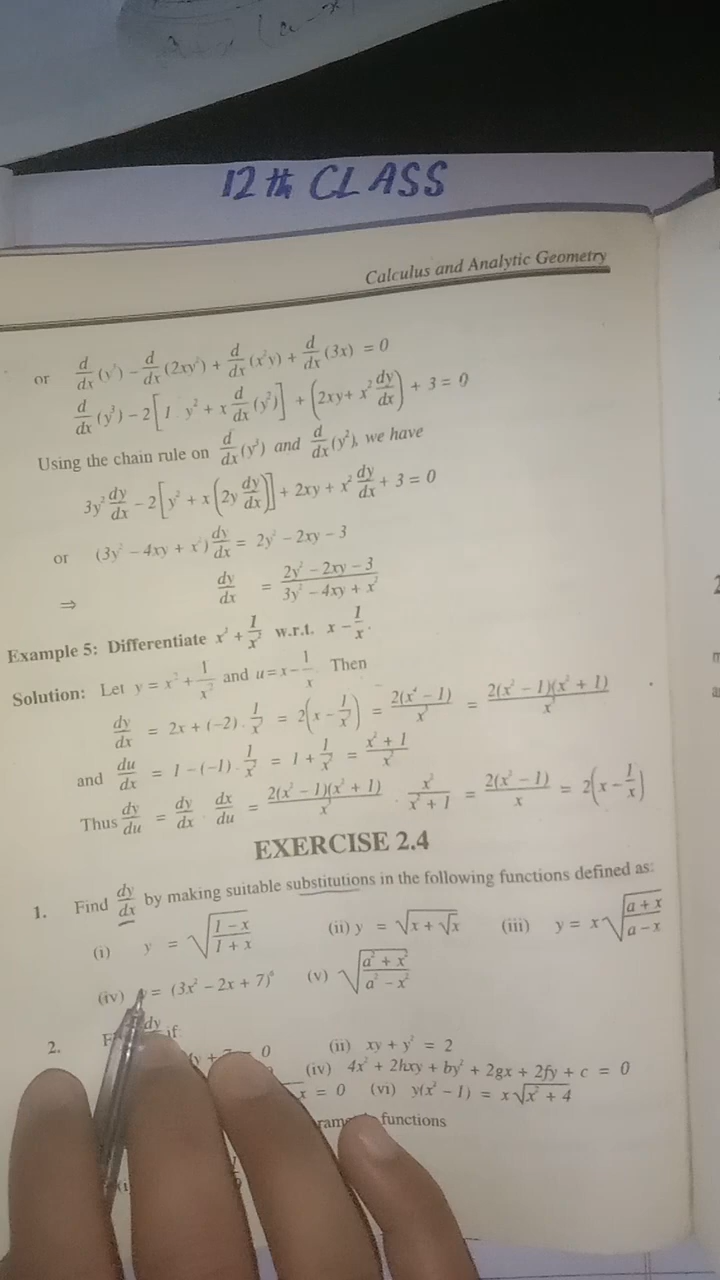 12th CLASS
Calculus and Analytic Geometry
or d/dx (y³) − d/dx (2xy²) + d/dx (x²y) + d/dx (3x) = 0
d/dx (y³) − 2[1 . y² + x d/dx (y²)] + (2xy + x² dy/dx) + 3 = 0
Using the chain rule on d/dx (y³) and d/dx (y²), we have
3y² dy/dx − 2[y² + x(2y dy/dx)] + 2xy + x² dy/dx + 3 = 0
or (3y² − 4xy + x²) dy/dx = 2y² − 2xy − 3
⇒ dy/dx = (2y² − 2xy − 3)/(3y² − 4xy + x²)
Example 5: Differentiate x² + 1/x² w.r.t. x − 1/x.
Solution: Let y = x² + 1/x² and u = x − 1/x. Then
dy/dx = 2x + (−2) . 1/x³ = 2(x − 1/x³) = 2(x⁴ − 1)/x³ = 2(x² − 1)(x² + 1)/x³
and du/dx = 1 − (−1) . 1/x² = 1 + 1/x² = (x² + 1)/x²
Thus dy/du = dy/dx . dx/du = 2(x² − 1)(x² + 1)/x³ . x²/(x² + 1) = 2(x² − 1)/x = 2(x − 1/x)
EXERCISE 2.4
1. Find dy/dx by making suitable substitutions in the following functions defined as:
(i) y = √((1 − x)/(1 + x)) (ii) y = √(x + √x) (iii) y = x√((a + x)/(a − x))
(iv) y = (3x² − 2x + 7)⁶ (v) √((a² + x²)/(a² − x²))
2. dy if
0 (ii) xy + y² = 2
(iv) 4x² + 2hxy + by² + 2gx + 2fy + c = 0
x = 0 (vi) y(x² − 1) = x√(x² + 4)
functions